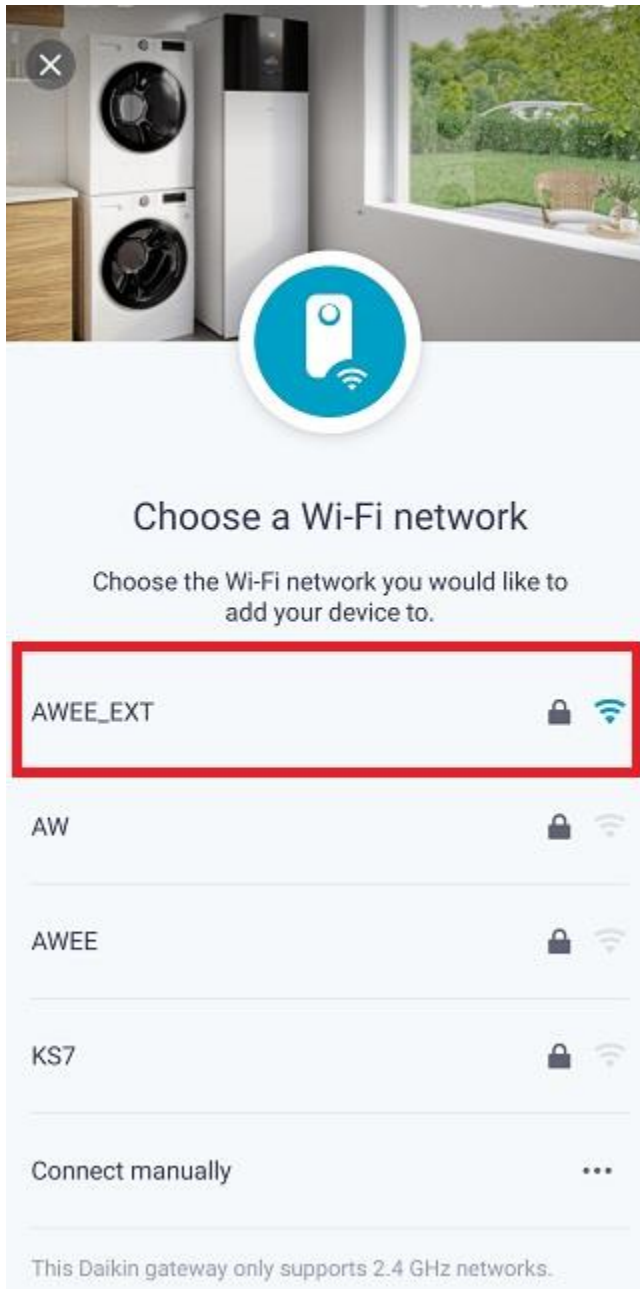 Choose a Wi-Fi network
Choose the Wi-Fi network you would like to
add your device to.
AWEE_EXT
AW
AWEE
KS7
Connect manually
This Daikin gateway only supports 2.4 GHz networks.